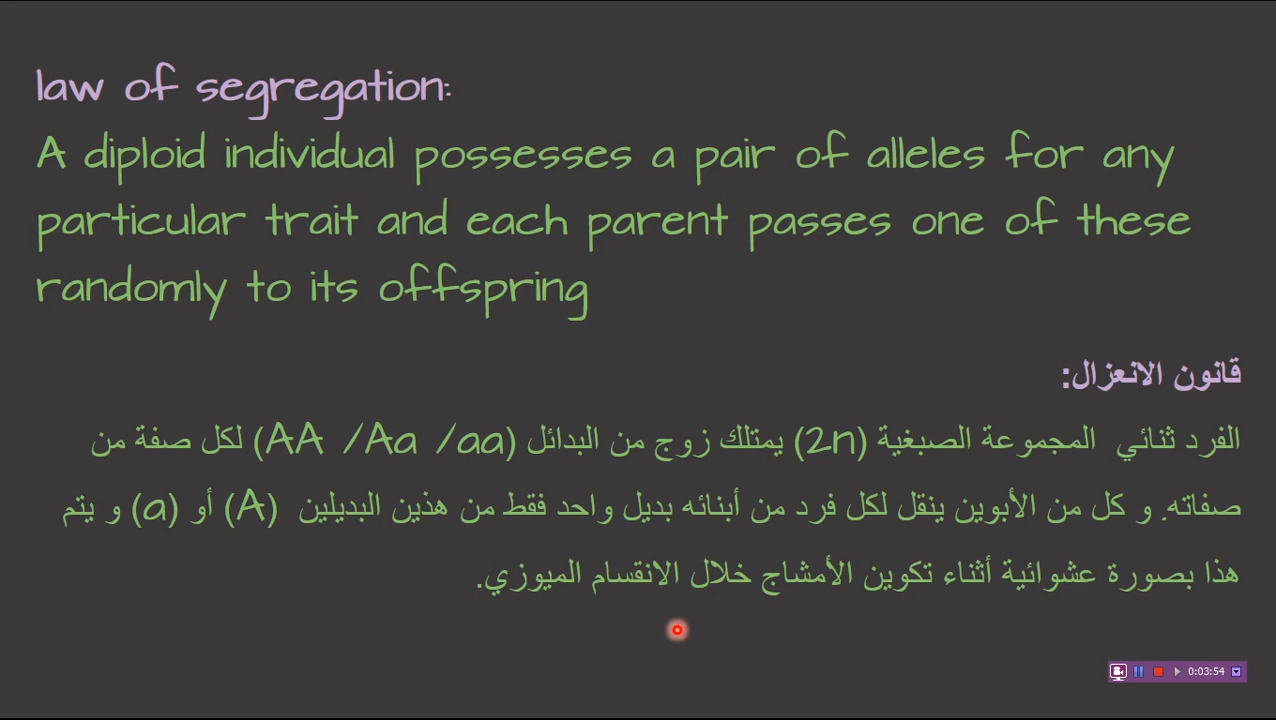 law of segregation:
A diploid individual possesses a pair of alleles for any
particular trait and each parent passes one of these
randomly to its offspring
قانون الانعزال:
الفرد ثنائي المجموعة الصبغية (2n) يمتلك زوج من البدائل (AA /Aa /aa) لكل صفة من
صفاته. و كل من الأبوين ينقل لكل فرد من أبنائه بديل واحد فقط من هذين البديلين (A) أو (a) و يتم
هذا بصورة عشوائية أثناء تكوين الأمشاج خلال الانقسام الميوزي.
0:03:54